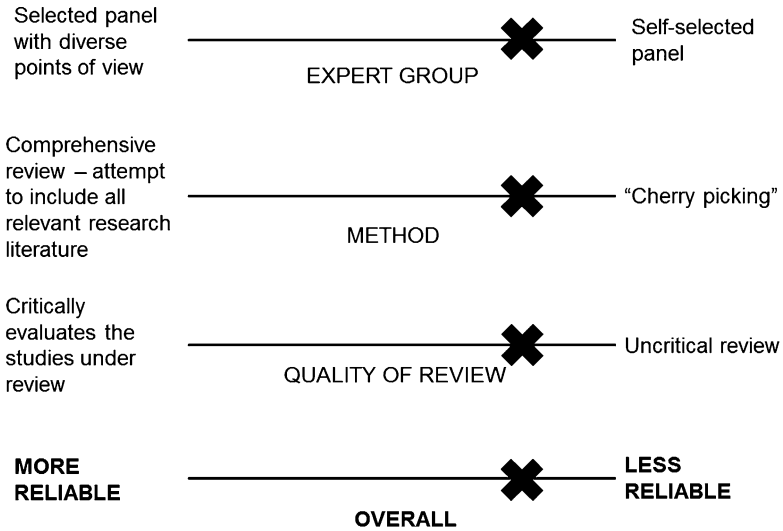 Selected panel
with diverse
points of view
Self-selected
panel
EXPERT GROUP
Comprehensive
review – attempt
to include all
relevant research
literature
“Cherry picking”
METHOD
Critically
evaluates the
studies under
review
Uncritical review
QUALITY OF REVIEW
MORE
RELIABLE
LESS
RELIABLE
OVERALL